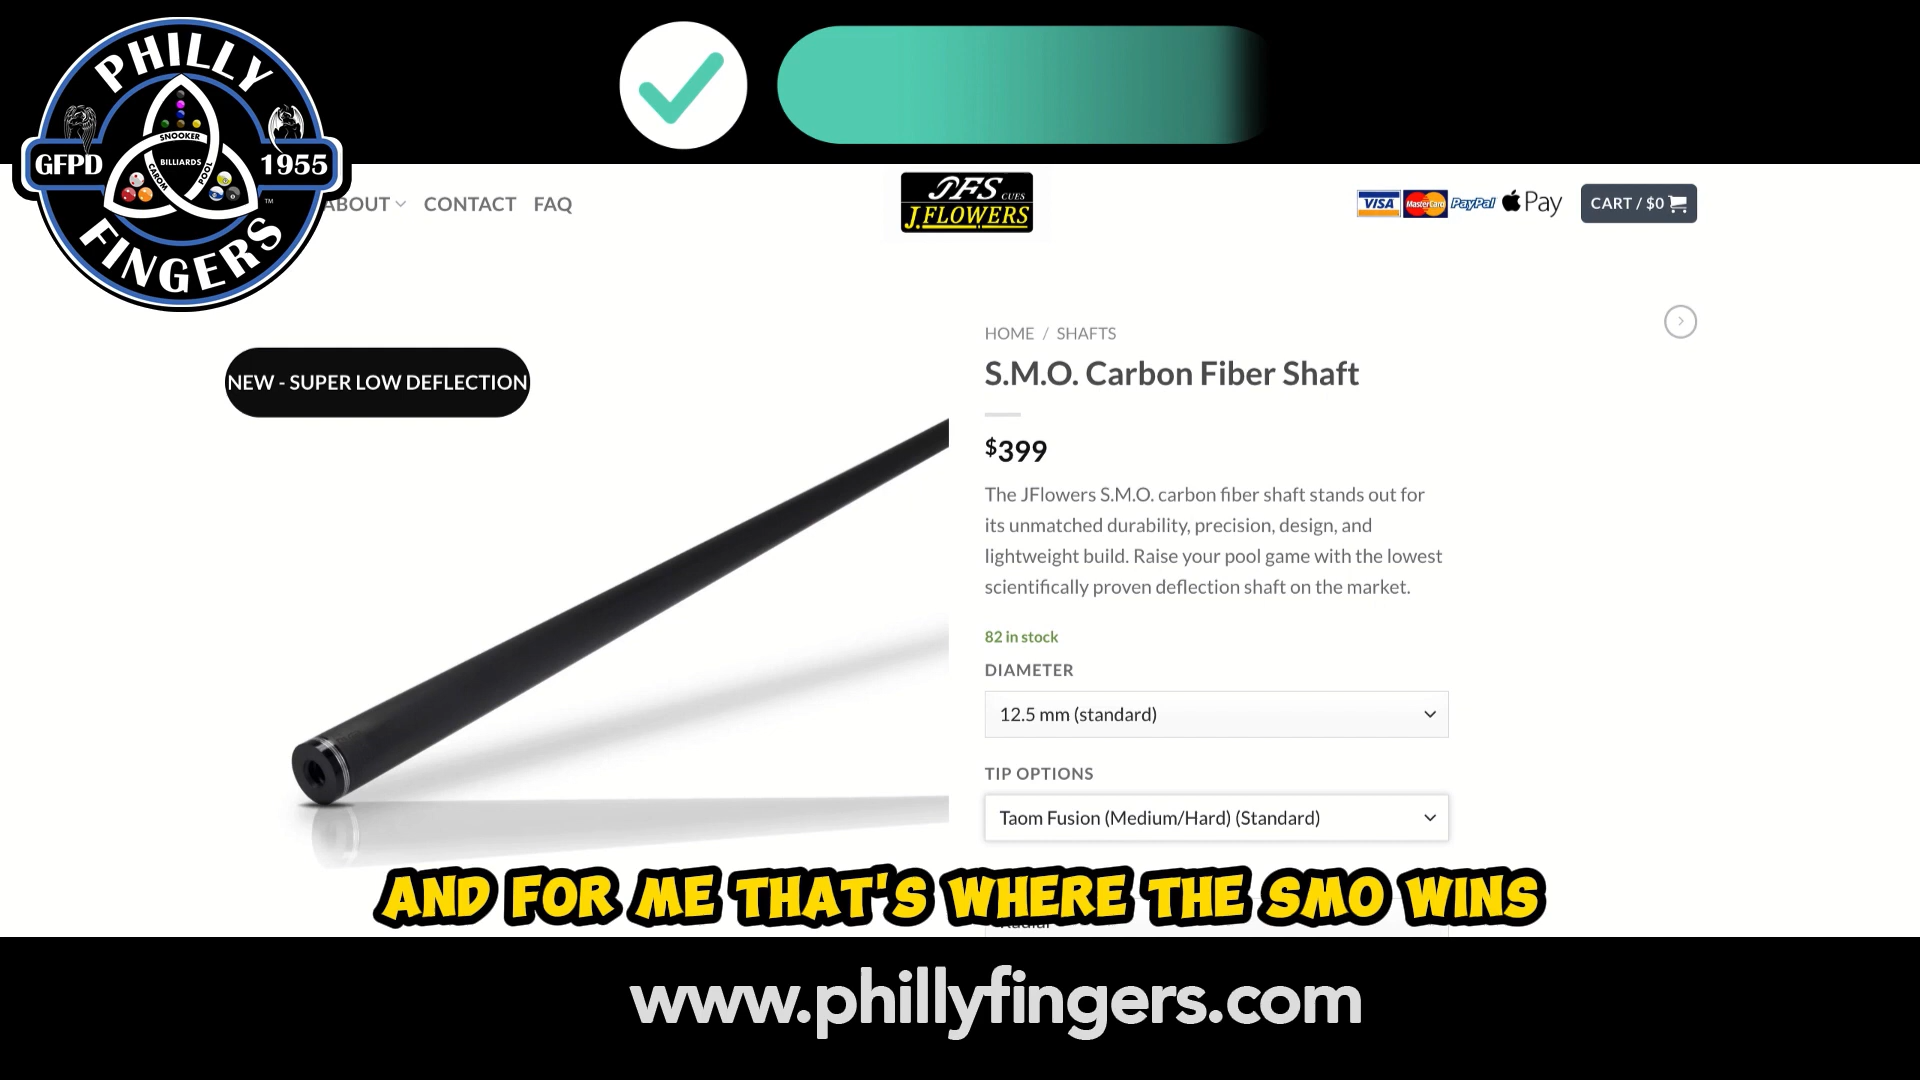 PHILLY
SNOOKER
BILLIARDS
CAROM
POOL
GFPD
1955
TM
FINGERS
ABOUT
CONTACT
FAQ
JFS CUES
J.FLOWERS
VISA
MasterCard
PayPal
Pay
CART / $0
HOME / SHAFTS
S.M.O. Carbon Fiber Shaft
NEW - SUPER LOW DEFLECTION
$399
The JFlowers S.M.O. carbon fiber shaft stands out for
its unmatched durability, precision, design, and
lightweight build. Raise your pool game with the lowest
scientifically proven deflection shaft on the market.
82 in stock
DIAMETER
12.5 mm (standard)
TIP OPTIONS
Taom Fusion (Medium/Hard) (Standard)
AND FOR ME THAT'S WHERE THE SMO WINS
www.phillyfingers.com